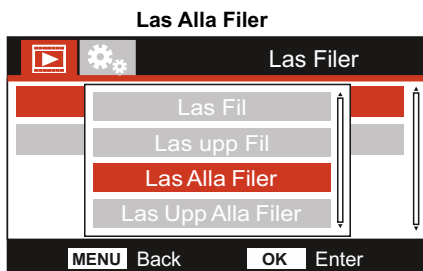 Las Alla Filer
Las Filer
Las Fil
Las upp Fil
Las Alla Filer
Las Upp Alla Filer
MENU Back OK Enter